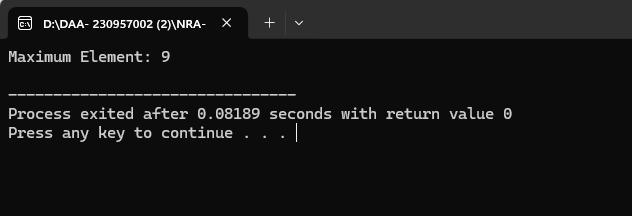 D:\DAA- 230957002 (2)\NRA-
Maximum Element: 9
--------------------------------
Process exited after 0.08189 seconds with return value 0
Press any key to continue . . .